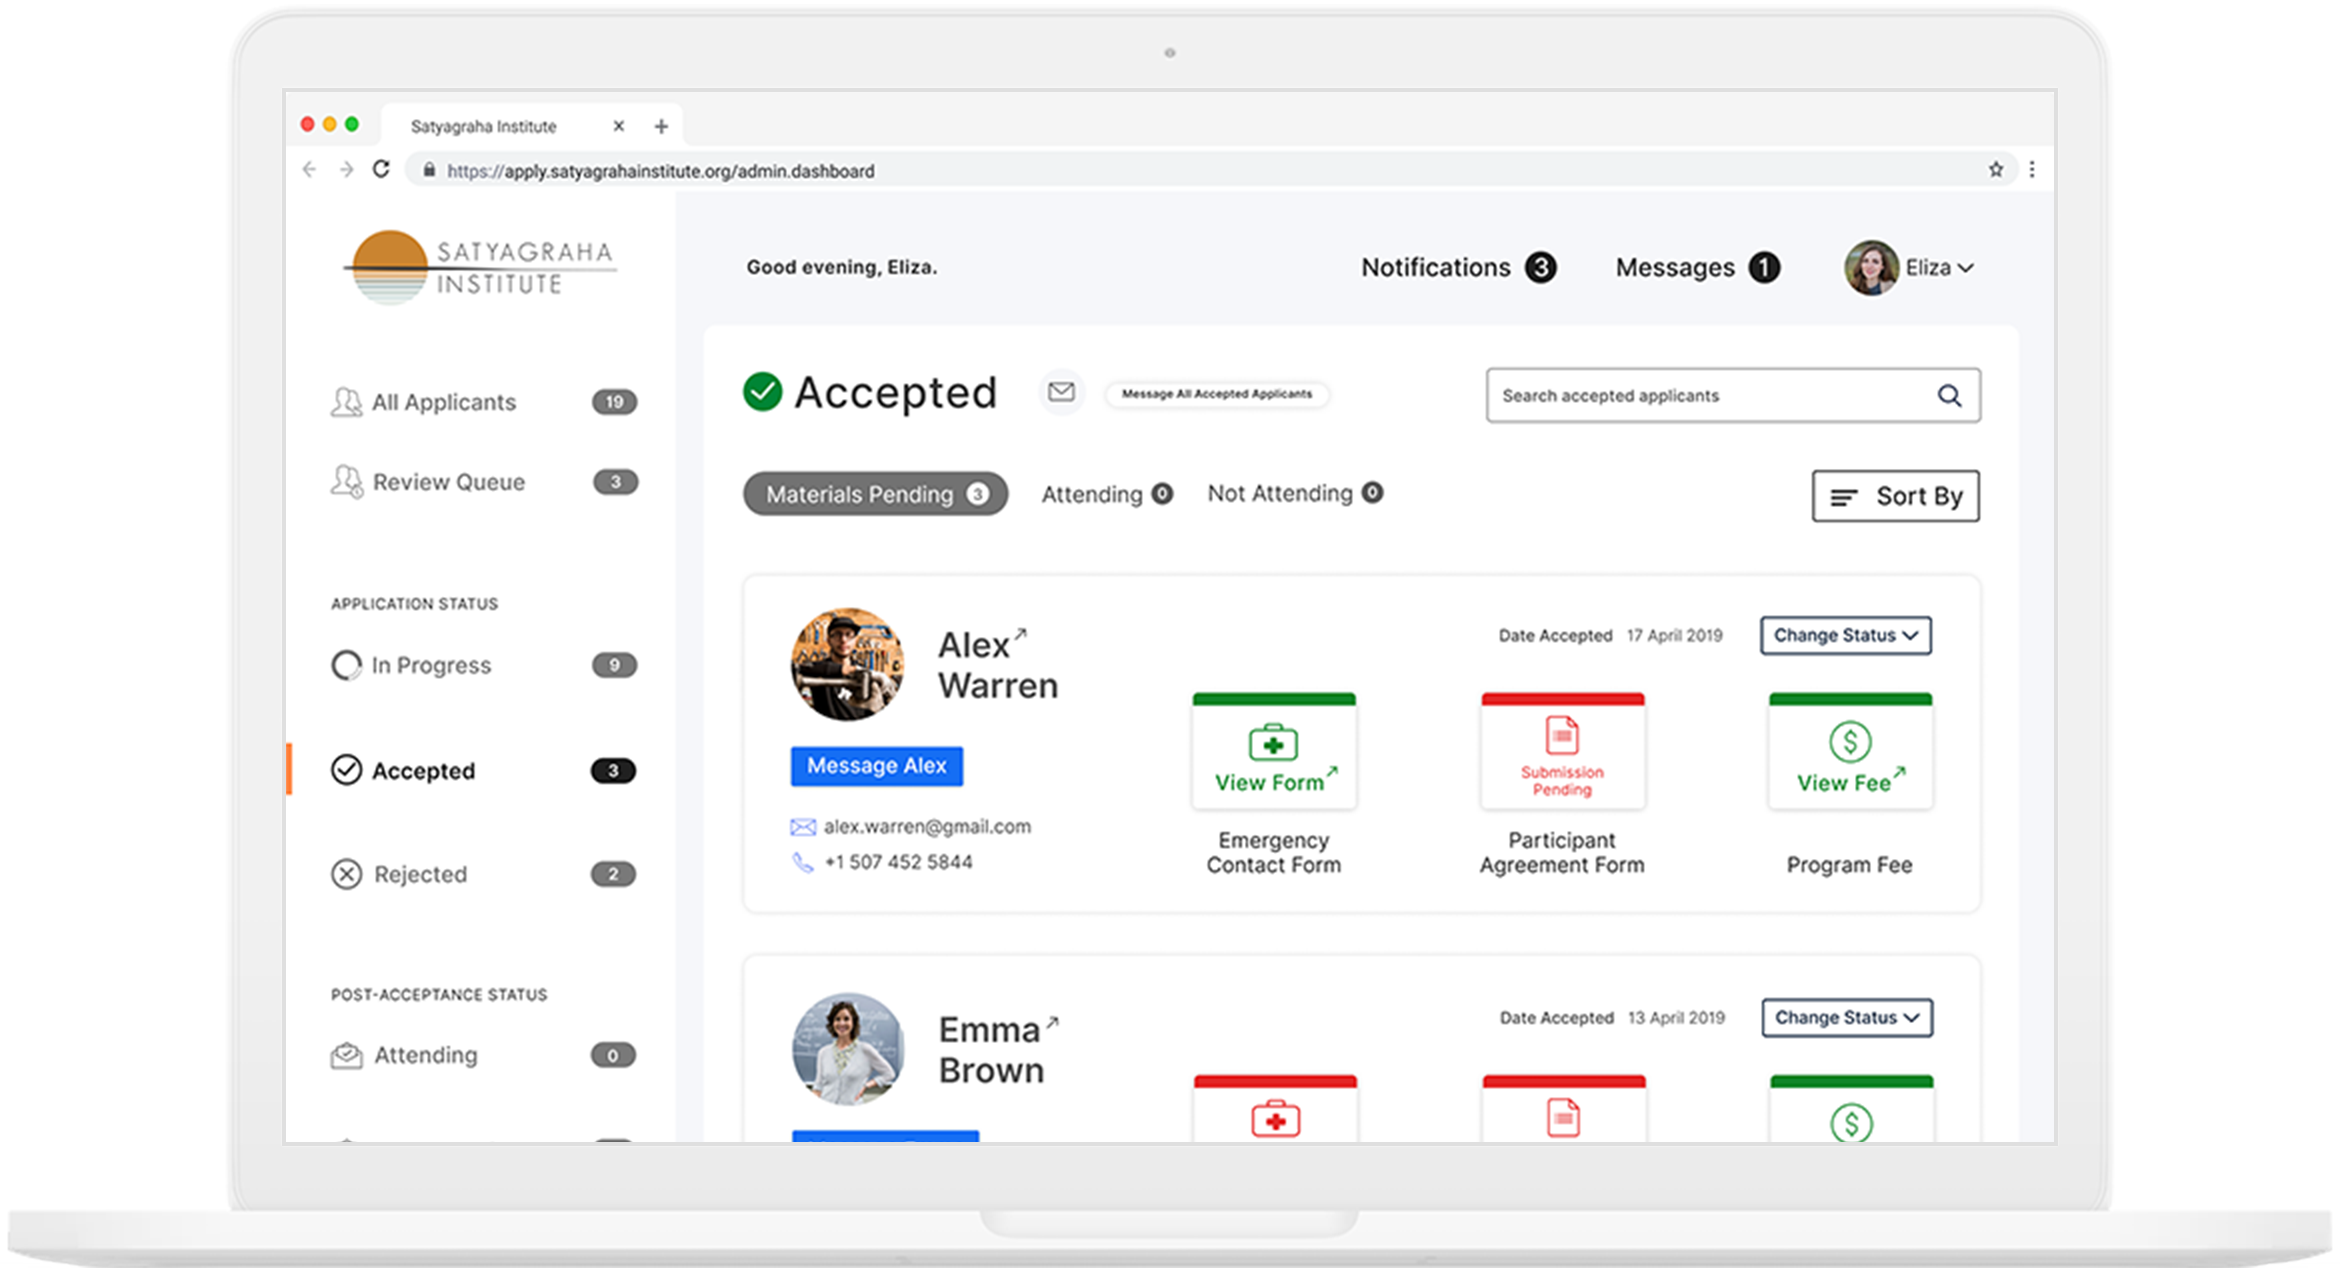 Satyagraha Institute
https://apply.satyagrahainstitute.org/admin.dashboard
SATYAGRAHA
INSTITUTE
Good evening, Eliza.
Notifications 3
Messages 1
Eliza
All Applicants 19
Review Queue 3
APPLICATION STATUS
In Progress 9
Accepted 3
Rejected 2
POST-ACCEPTANCE STATUS
Attending 0
Accepted
Message All Accepted Applicants
Search accepted applicants
Materials Pending 3
Attending 0
Not Attending 0
Sort By
Alex
Warren
Message Alex
alex.warren@gmail.com
+1 507 452 5844
Date Accepted 17 April 2019
Change Status
View Form
Emergency
Contact Form
Submission
Pending
Participant
Agreement Form
$
View Fee
Program Fee
Emma
Brown
Date Accepted 13 April 2019
Change Status
$